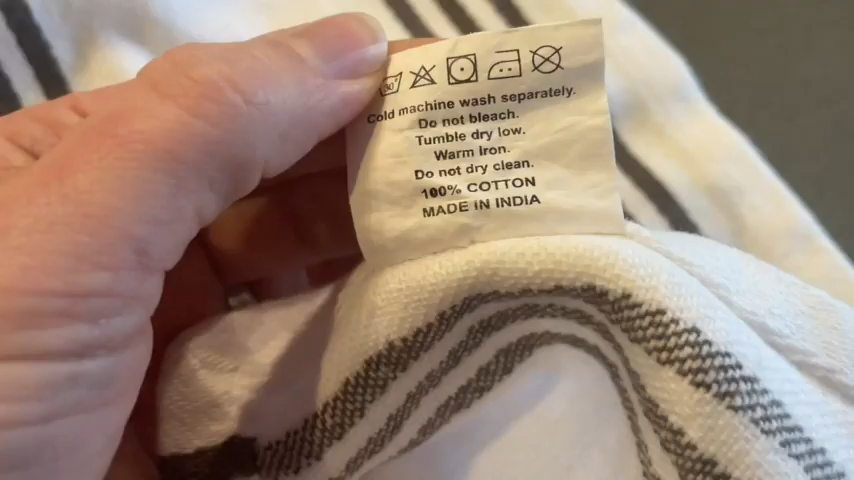 30°
Cold machine wash separately.
Do not bleach.
Tumble dry low.
Warm Iron.
Do not dry clean.
100% COTTON
MADE IN INDIA